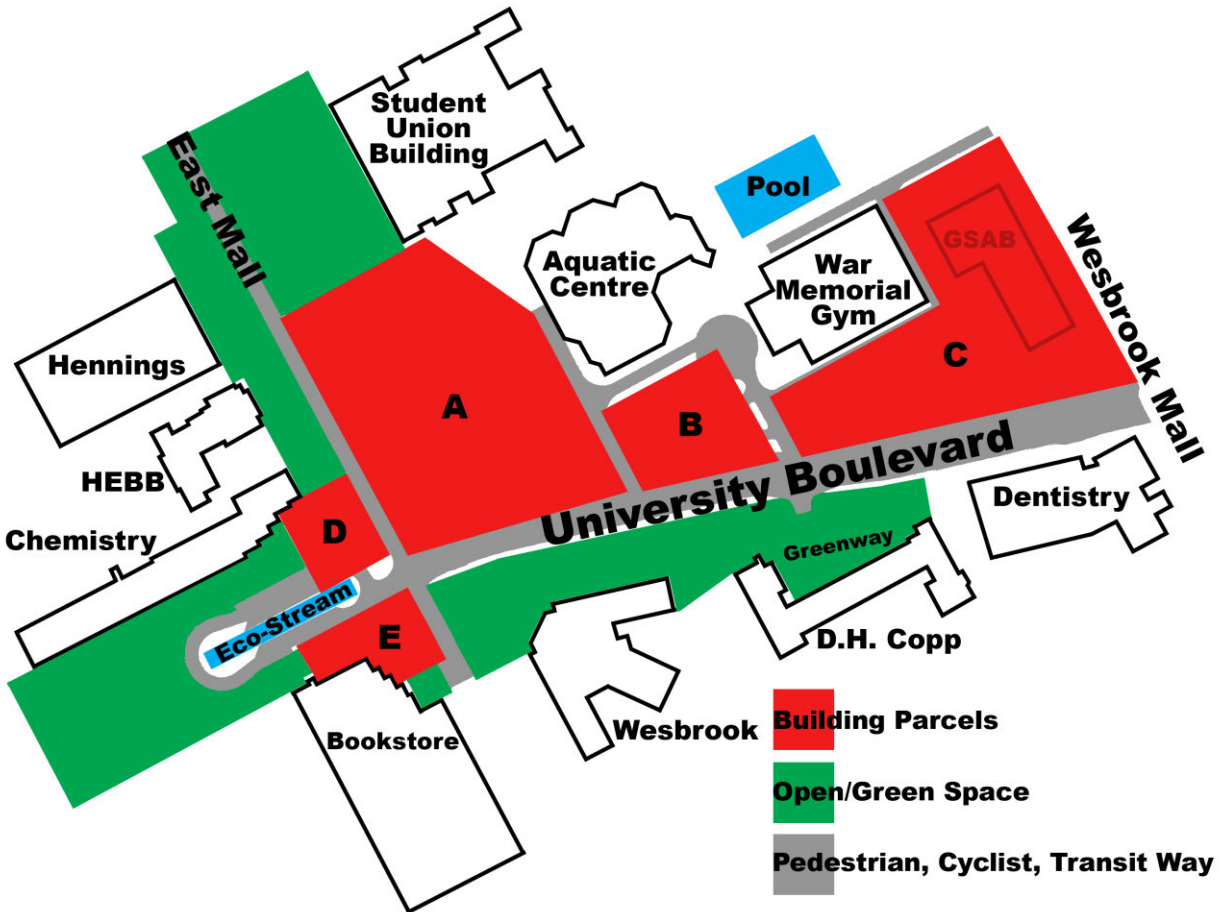 Student
Union
Building
East Mall
Pool
GSAB
Wesbrook Mall
Aquatic
Centre
War
Memorial
Gym
Hennings
A
B
C
HEBB
University Boulevard
Dentistry
Chemistry
D
Greenway
Eco-Stream
E
D.H. Copp
Wesbrook
Bookstore
Building Parcels
Open/Green Space
Pedestrian, Cyclist, Transit Way